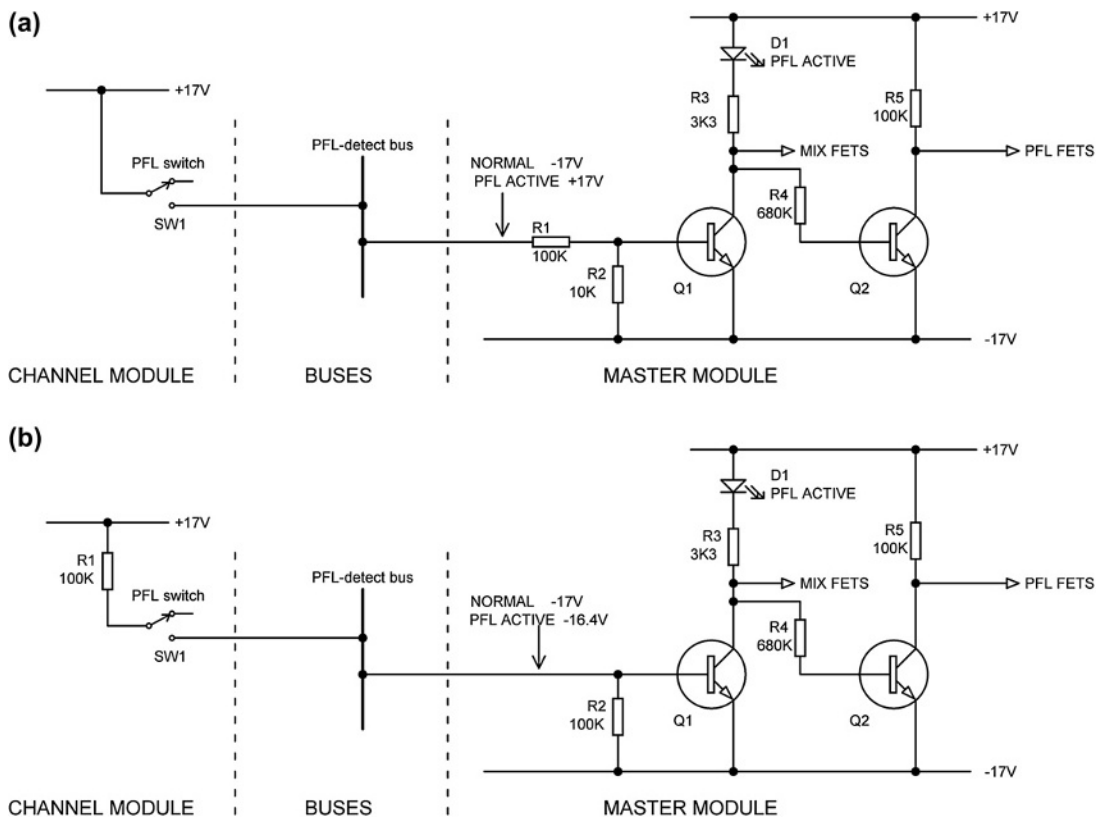 (a)
+17V
D1
PFL ACTIVE
+17V
R3
3K3
R5
100K
PFL-detect bus
PFL switch
NORMAL -17V
PFL ACTIVE +17V
MIX FETS
PFL FETS
R4
680K
SW1
R1
100K
R2
10K
Q1
Q2
-17V
CHANNEL MODULE
BUSES
MASTER MODULE
(b)
+17V
D1
PFL ACTIVE
+17V
R1
100K
R3
3K3
R5
100K
PFL-detect bus
PFL switch
NORMAL -17V
PFL ACTIVE -16.4V
MIX FETS
PFL FETS
R4
680K
SW1
R2
100K
Q1
Q2
-17V
CHANNEL MODULE
BUSES
MASTER MODULE